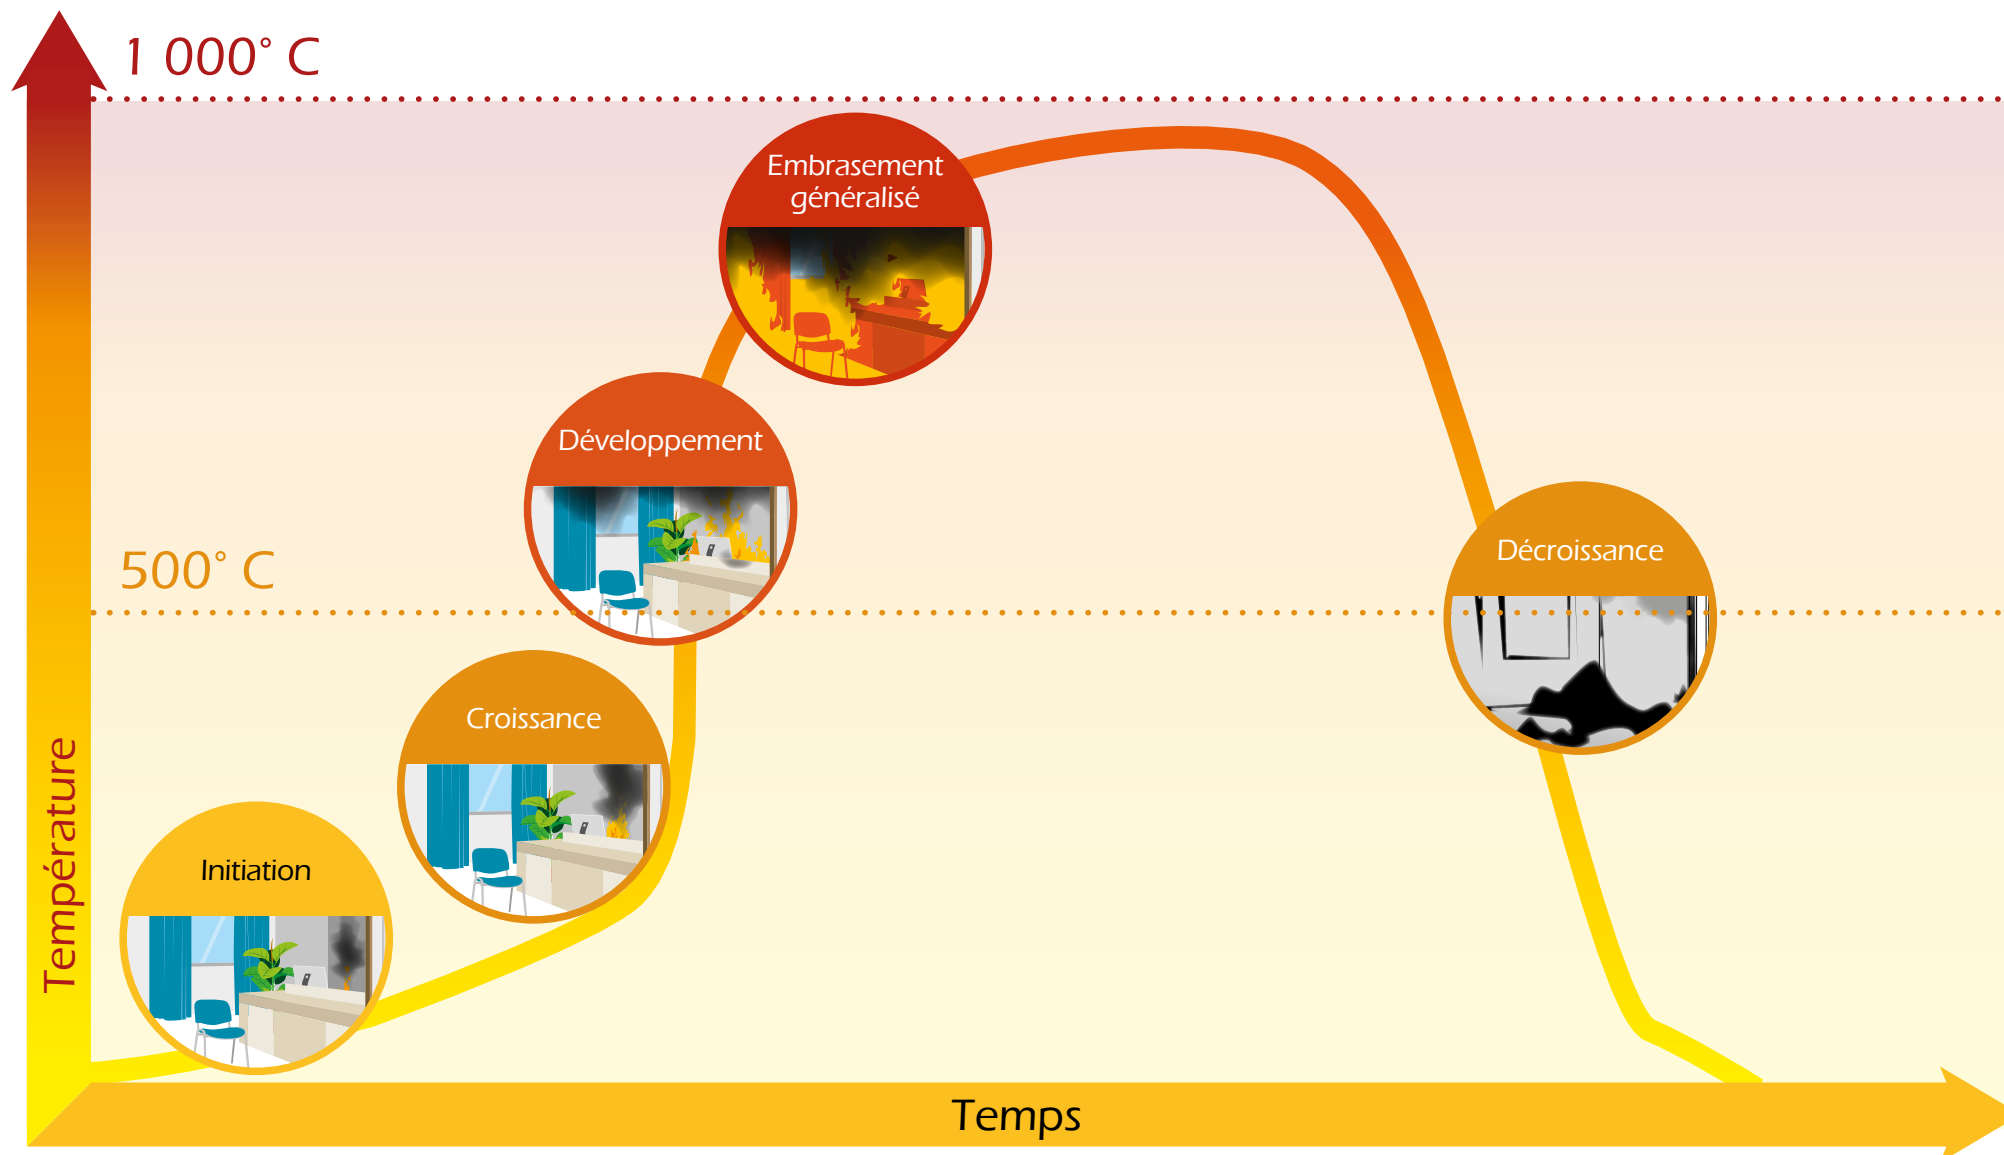 1 000° C
Embrasement
généralisé
Développement
500° C
Décroissance
Croissance
Température
Initiation
Temps